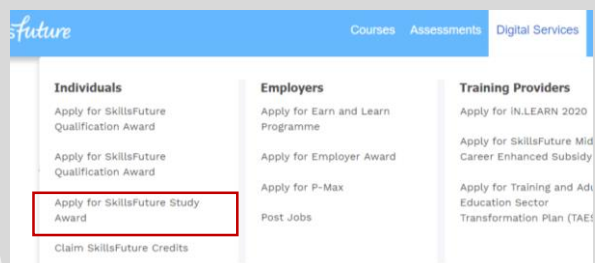 future
Courses Assessments Digital Services
Individuals
Apply for SkillsFuture
Qualification Award
Apply for SkillsFuture
Qualification Award
Apply for SkillsFuture Study
Award
Claim SkillsFuture Credits
Employers
Apply for Earn and Learn
Programme
Apply for Employer Award
Apply for P-Max
Post Jobs
Training Providers
Apply for iN.LEARN 2020
Apply for SkillsFuture Mid
Career Enhanced Subsidy
Apply for Training and Adu
Education Sector
Transformation Plan (TAES